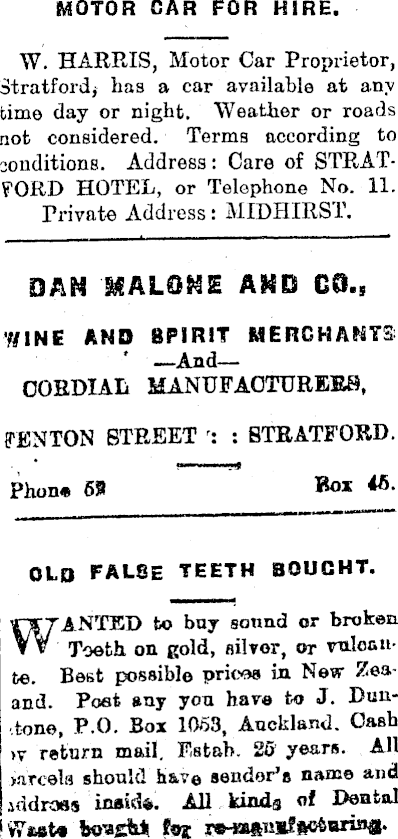 MOTOR CAR FOR HIRE.
W. HARRIS, Motor Car Proprietor,
Stratford, has a car available at any
time day or night. Weather or roads
not considered. Terms according to
conditions. Address: Care of STRAT-
FORD HOTEL, or Telephone No. 11.
Private Address: MIDHIRST.
DAN MALONE AND CO.,
WINE AND SPIRIT MERCHANTS
—And—
CORDIAL MANUFACTURERS,
FENTON STREET : : STRATFORD.
Phone 52 Box 45.
OLD FALSE TEETH BOUGHT.
WANTED to buy sound or broken
Teeth on gold, silver, or vulcan-
te. Best possible prices in New Zea-
and. Post any you have to J. Dun-
stone, P.O. Box 1053, Auckland. Cash
by return mail. Estab. 25 years. All
parcels should have sender's name and
address inside. All kinds of Dental
Waste bought for re-manufacturing.